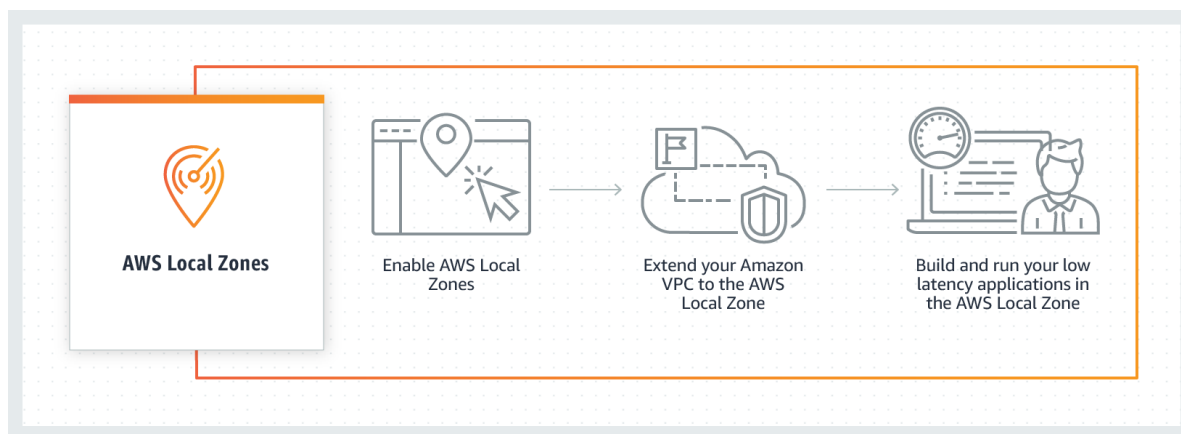 AWS Local Zones
Enable AWS Local
Zones
Extend your Amazon
VPC to the AWS
Local Zone
Build and run your low
latency applications in
the AWS Local Zone